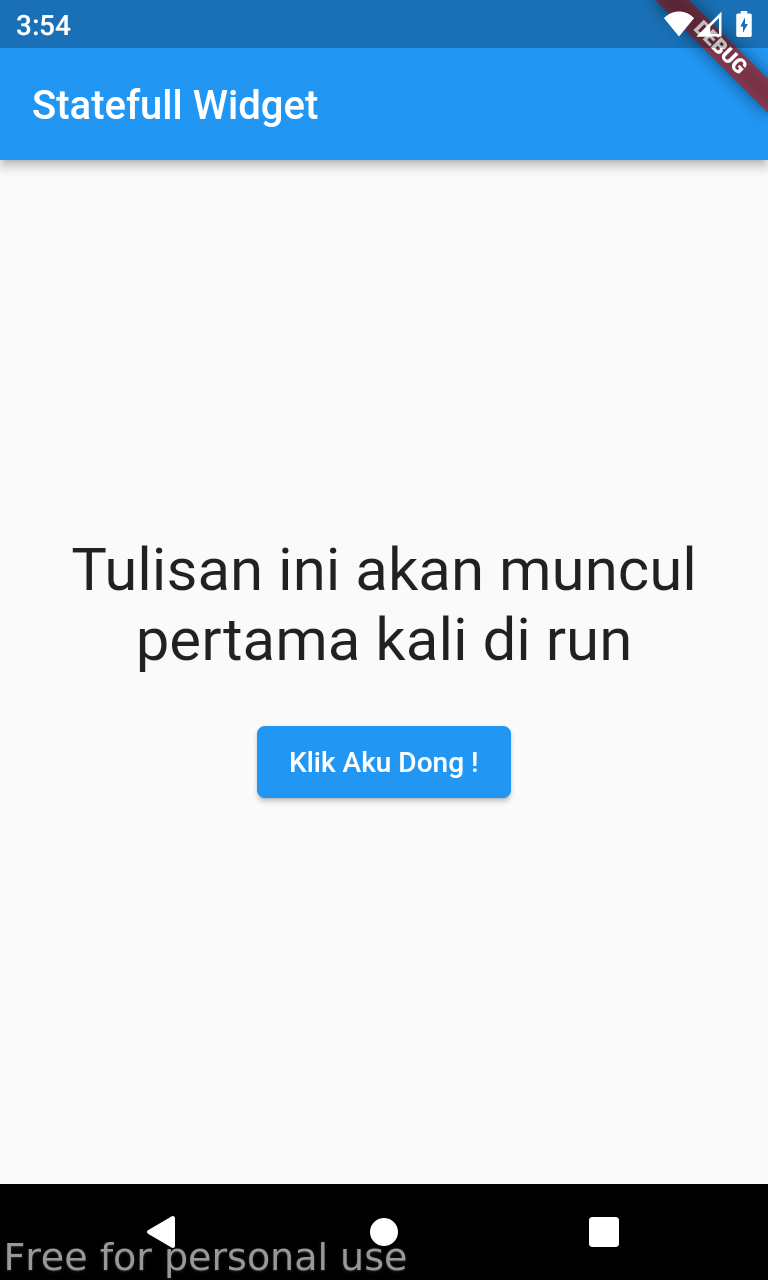 3:54
DEBUG
Statefull Widget
Tulisan ini akan muncul
pertama kali di run
Klik Aku Dong !
Free for personal use